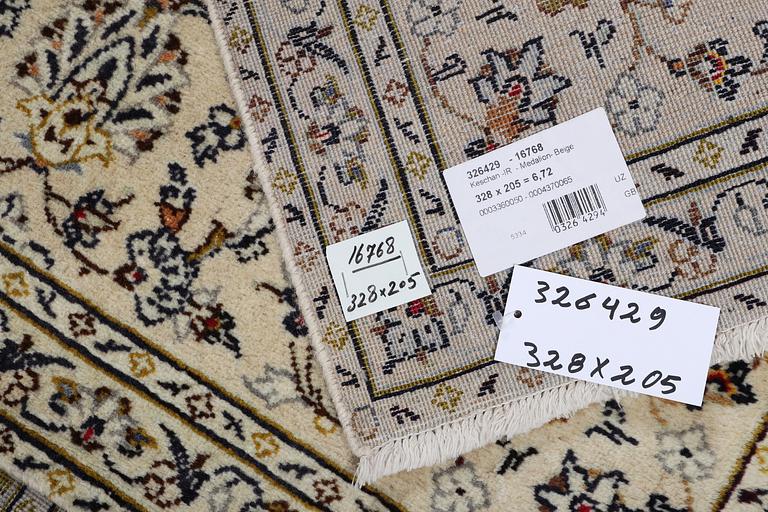 326429 - 16768
Keschan -IR - Medalion- Beige
328 x 205 = 6,72
0003360050 - 0004370065
UZ
GB
0326 4294
5334
16768
328x205
326429
328X205